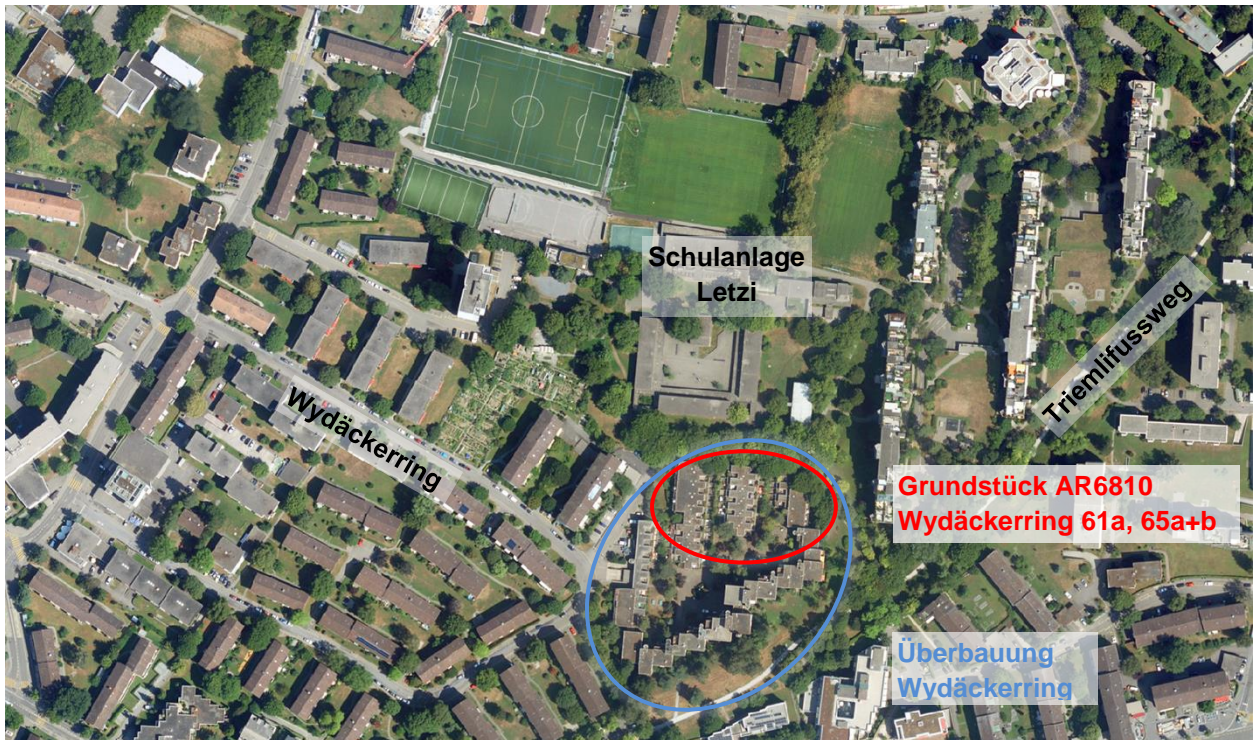 Schulanlage
Letzi
Triemlifussweg
Wydäckerring
Grundstück AR6810
Wydäckerring 61a, 65a+b
Überbauung
Wydäckerring